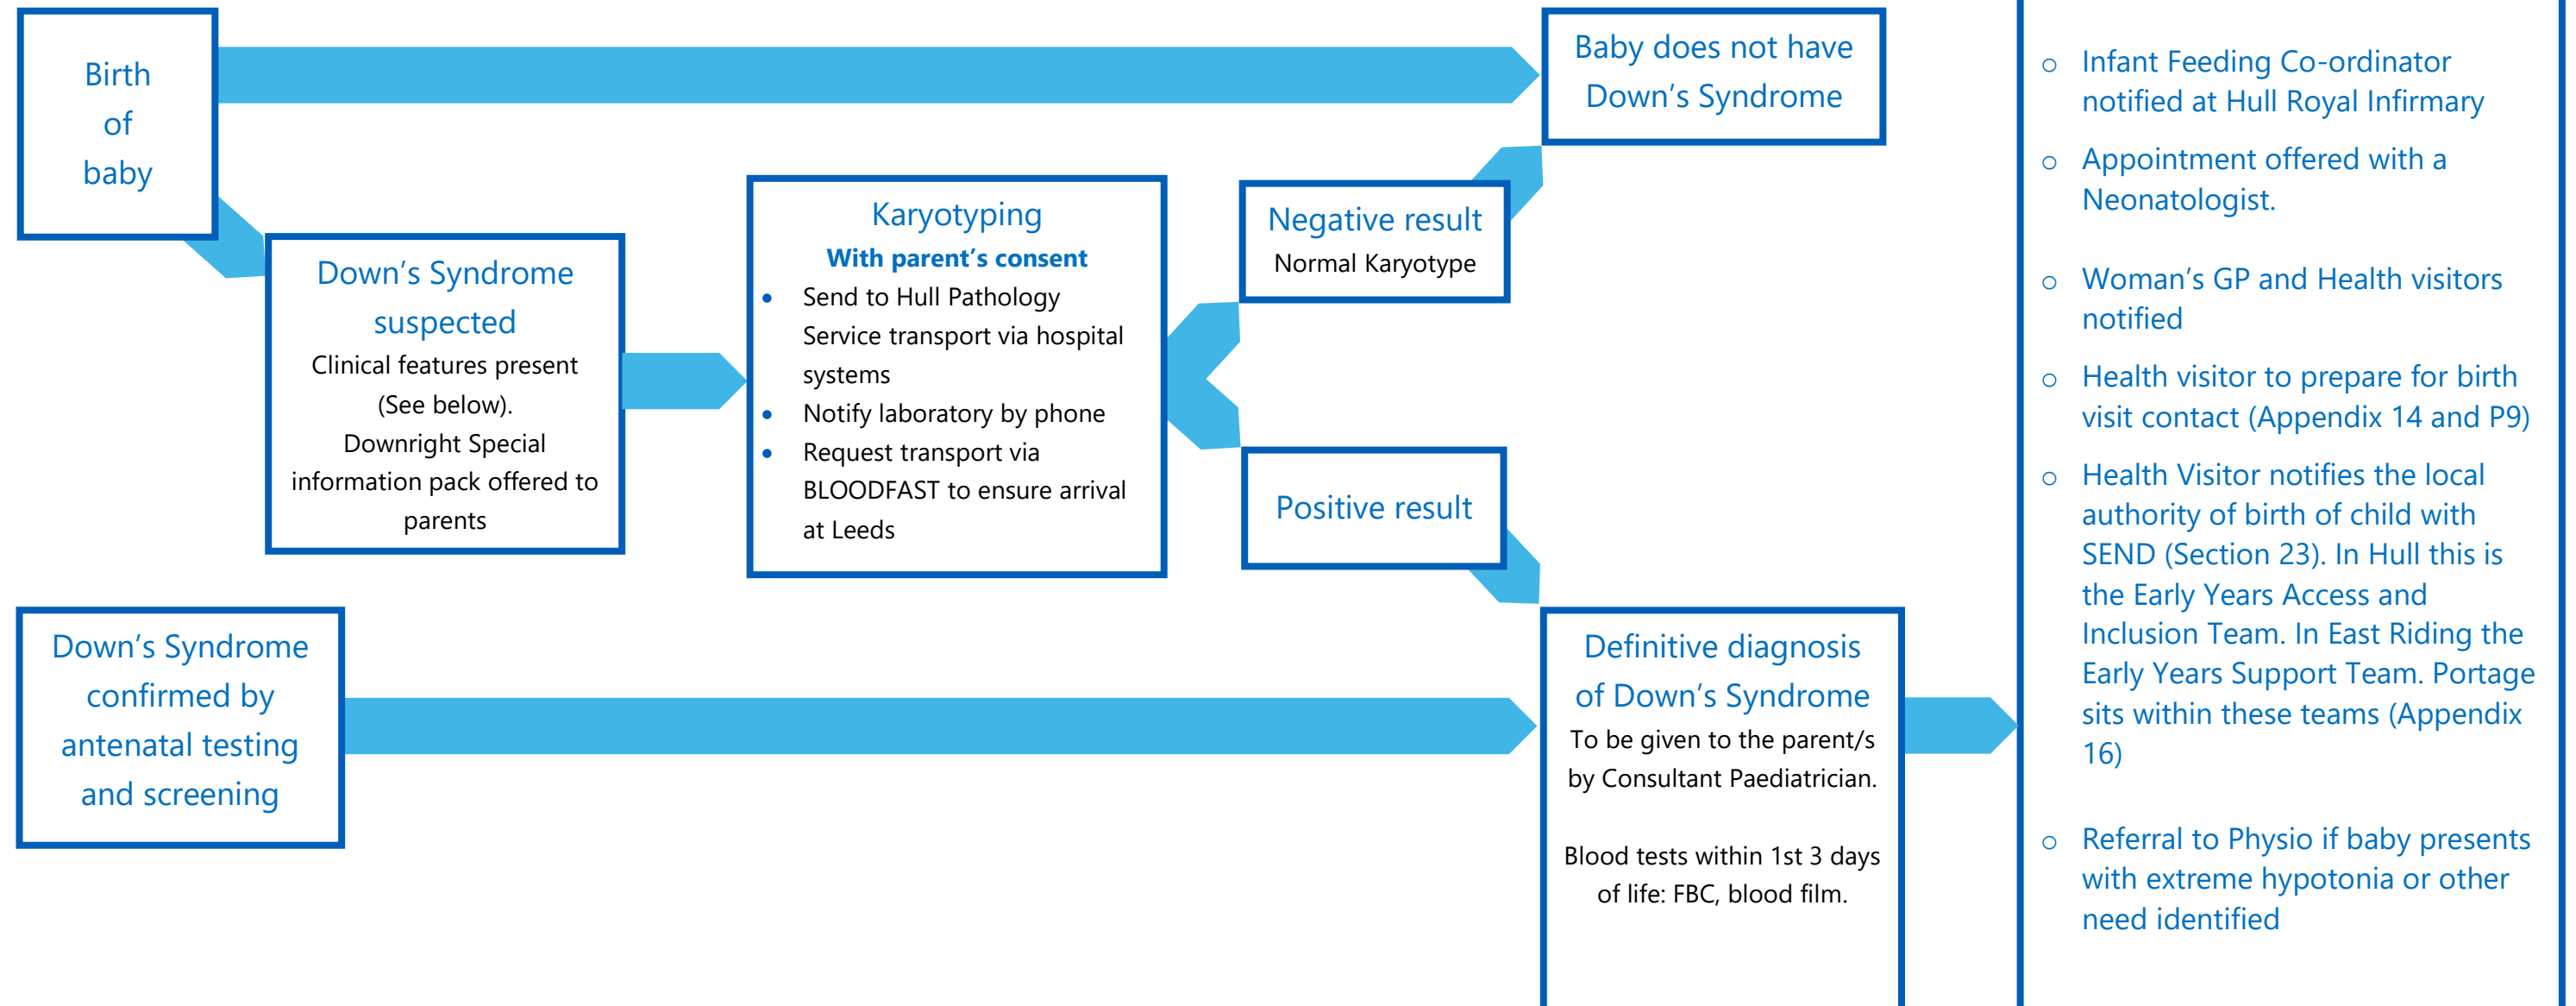 Birth
of
baby
Baby does not have
Down's Syndrome
Down's Syndrome
suspected
Clinical features present
(See below).
Downright Special
information pack offered to
parents
Karyotyping
With parent's consent
• Send to Hull Pathology
Service transport via hospital
systems
• Notify laboratory by phone
• Request transport via
BLOODFAST to ensure arrival
at Leeds
Negative result
Normal Karyotype
Positive result
Down's Syndrome
confirmed by
antenatal testing
and screening
Definitive diagnosis
of Down's Syndrome
To be given to the parent/s
by Consultant Paediatrician.
Blood tests within 1st 3 days
of life: FBC, blood film.
o Infant Feeding Co-ordinator
notified at Hull Royal Infirmary
o Appointment offered with a
Neonatologist.
o Woman's GP and Health visitors
notified
o Health visitor to prepare for birth
visit contact (Appendix 14 and P9)
o Health Visitor notifies the local
authority of birth of child with
SEND (Section 23). In Hull this is
the Early Years Access and
Inclusion Team. In East Riding the
Early Years Support Team. Portage
sits within these teams (Appendix
16)
o Referral to Physio if baby presents
with extreme hypotonia or other
need identified